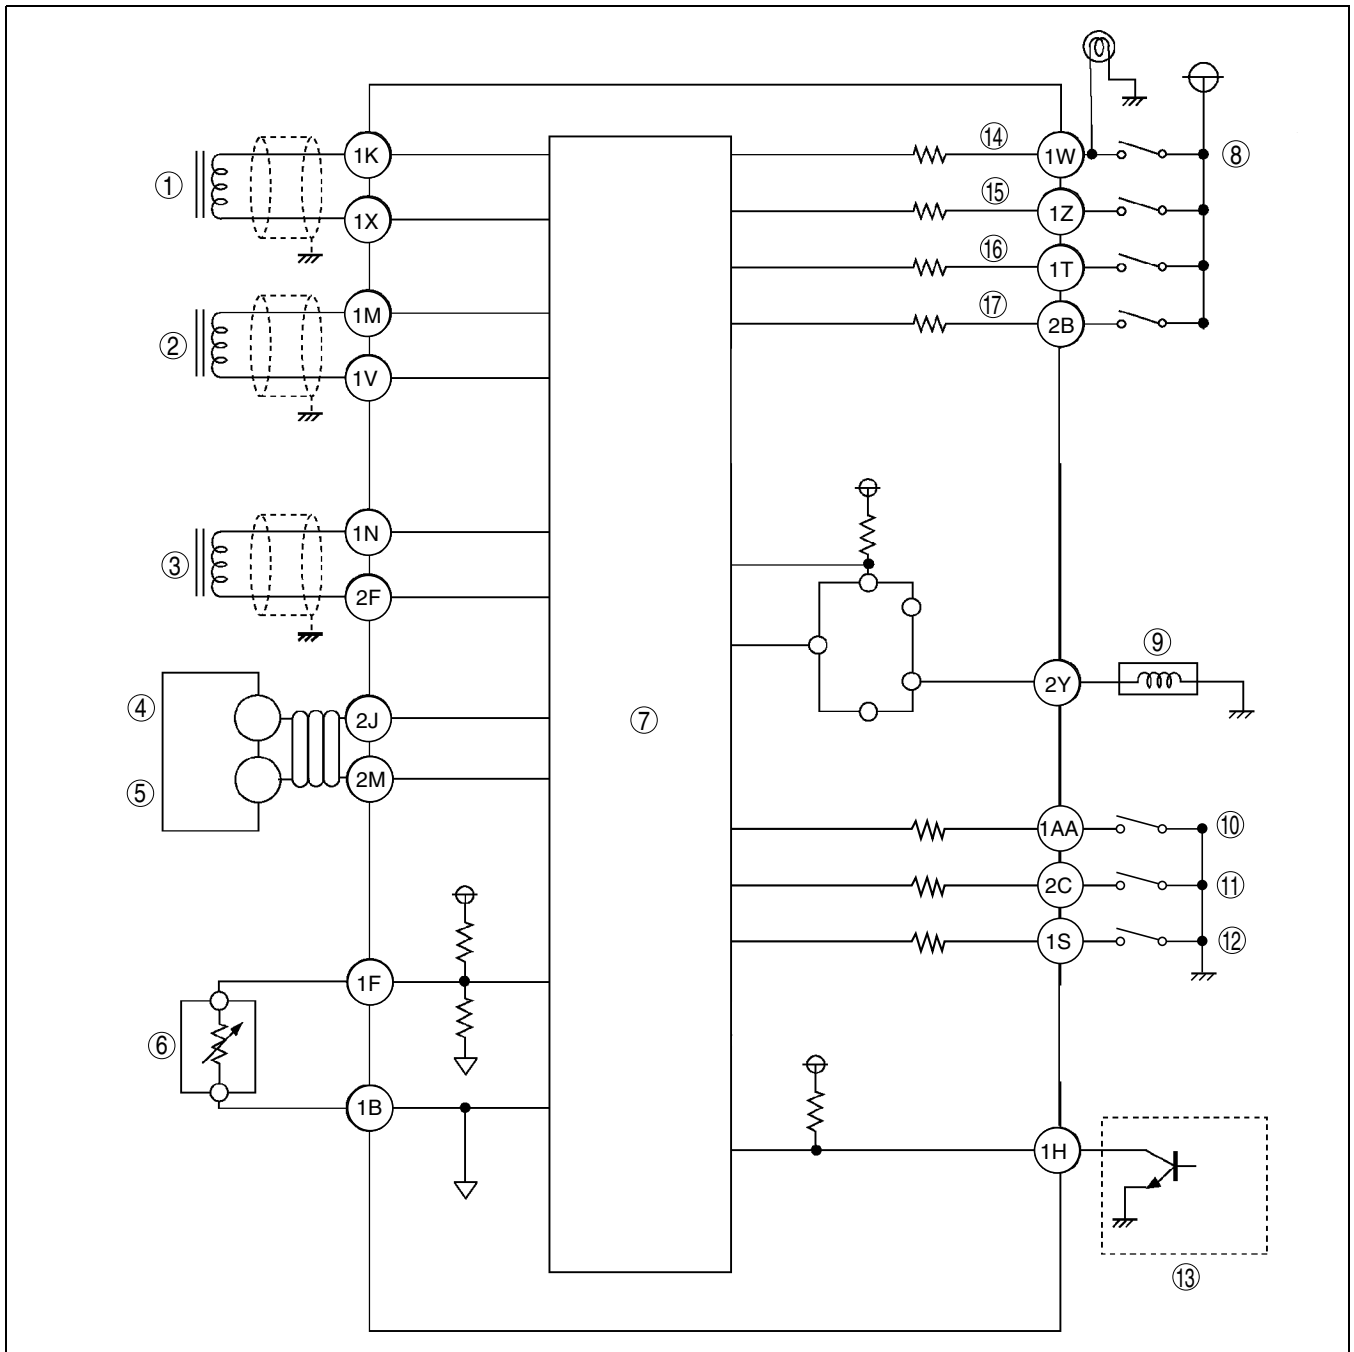 ⑭
1K
1W
⑧
①
⑮
1X
1Z
⑯
1T
⑰
1M
2B
②
1V
1N
③
2F
⑨
2Y
④
2J
⑦
2M
⑤
1AA
⑩
2C
⑪
1S
⑫
1F
⑥
1B
1H
⑬